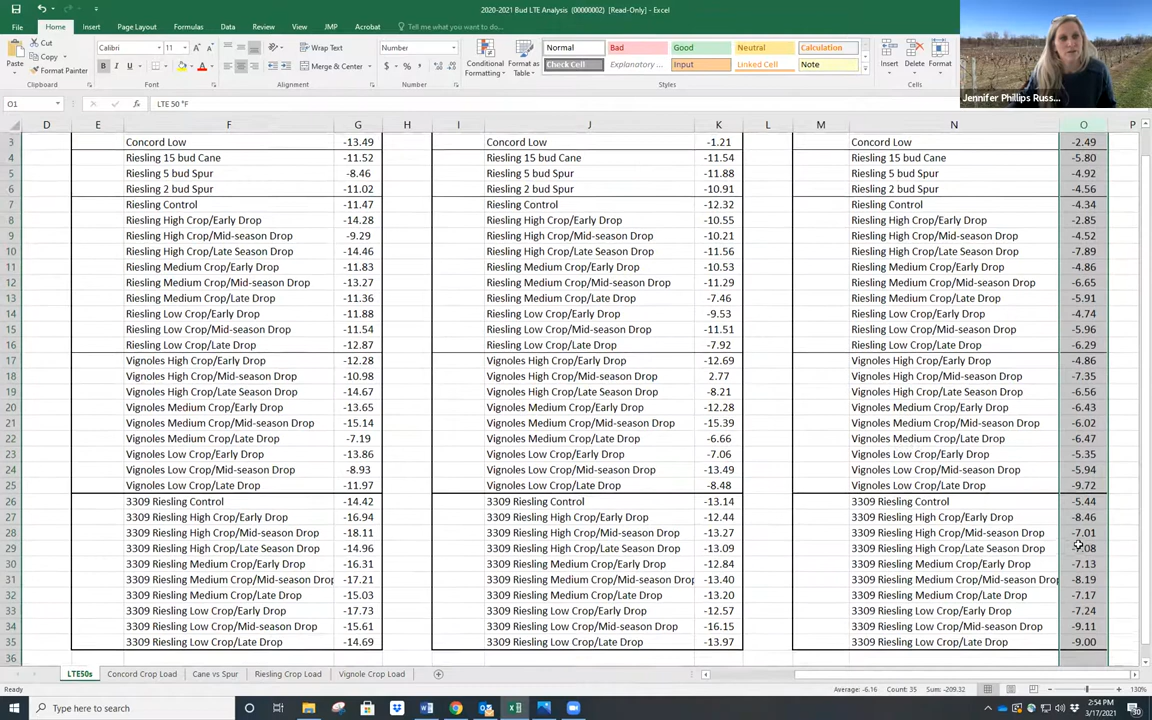 2020-2021 Bud LTE Analysis (00000002) [Read-Only] - Excel
File Home Insert Page Layout Formulas Data Review View JMP Acrobat Tell me what you want to do...
Paste Cut Copy Format Painter Clipboard
Calibri 11 B I U Font
Wrap Text Merge & Center Alignment
Number $ % , Number
Conditional Formatting Format as Table
Normal Bad Good Neutral Calculation
Check Cell Explanatory ... Input Linked Cell Note
Styles
Insert Delete Format Cells
Jennifer Phillips Russ...
O1 LTE 50 °F
D E F G H I J K L M N O P
3 Concord Low -13.49 Concord Low -1.21 Concord Low -2.49
4 Riesling 15 bud Cane -11.52 Riesling 15 bud Cane -11.54 Riesling 15 bud Cane -5.80
5 Riesling 5 bud Spur -8.46 Riesling 5 bud Spur -11.88 Riesling 5 bud Spur -4.92
6 Riesling 2 bud Spur -11.02 Riesling 2 bud Spur -10.91 Riesling 2 bud Spur -4.56
7 Riesling Control -11.47 Riesling Control -12.32 Riesling Control -4.34
8 Riesling High Crop/Early Drop -14.28 Riesling High Crop/Early Drop -10.55 Riesling High Crop/Early Drop -2.85
9 Riesling High Crop/Mid-season Drop -9.29 Riesling High Crop/Mid-season Drop -10.21 Riesling High Crop/Mid-season Drop -4.52
10 Riesling High Crop/Late Season Drop -14.46 Riesling High Crop/Late Season Drop -11.56 Riesling High Crop/Late Season Drop -7.89
11 Riesling Medium Crop/Early Drop -11.83 Riesling Medium Crop/Early Drop -10.53 Riesling Medium Crop/Early Drop -4.86
12 Riesling Medium Crop/Mid-season Drop -13.27 Riesling Medium Crop/Mid-season Drop -11.29 Riesling Medium Crop/Mid-season Drop -6.65
13 Riesling Medium Crop/Late Drop -11.36 Riesling Medium Crop/Late Drop -7.46 Riesling Medium Crop/Late Drop -5.91
14 Riesling Low Crop/Early Drop -11.88 Riesling Low Crop/Early Drop -9.53 Riesling Low Crop/Early Drop -4.74
15 Riesling Low Crop/Mid-season Drop -11.54 Riesling Low Crop/Mid-season Drop -11.51 Riesling Low Crop/Mid-season Drop -5.96
16 Riesling Low Crop/Late Drop -12.87 Riesling Low Crop/Late Drop -7.92 Riesling Low Crop/Late Drop -6.29
17 Vignoles High Crop/Early Drop -12.28 Vignoles High Crop/Early Drop -12.69 Vignoles High Crop/Early Drop -4.86
18 Vignoles High Crop/Mid-season Drop -10.98 Vignoles High Crop/Mid-season Drop 2.77 Vignoles High Crop/Mid-season Drop -7.35
19 Vignoles High Crop/Late Season Drop -14.67 Vignoles High Crop/Late Season Drop -8.21 Vignoles High Crop/Late Season Drop -6.56
20 Vignoles Medium Crop/Early Drop -13.65 Vignoles Medium Crop/Early Drop -12.28 Vignoles Medium Crop/Early Drop -6.43
21 Vignoles Medium Crop/Mid-season Drop -15.14 Vignoles Medium Crop/Mid-season Drop -15.39 Vignoles Medium Crop/Mid-season Drop -6.02
22 Vignoles Medium Crop/Late Drop -7.19 Vignoles Medium Crop/Late Drop -6.66 Vignoles Medium Crop/Late Drop -6.47
23 Vignoles Low Crop/Early Drop -13.86 Vignoles Low Crop/Early Drop -7.06 Vignoles Low Crop/Early Drop -5.35
24 Vignoles Low Crop/Mid-season Drop -8.93 Vignoles Low Crop/Mid-season Drop -13.49 Vignoles Low Crop/Mid-season Drop -5.94
25 Vignoles Low Crop/Late Drop -11.97 Vignoles Low Crop/Late Drop -8.48 Vignoles Low Crop/Late Drop -9.72
26 3309 Riesling Control -14.42 3309 Riesling Control -13.14 3309 Riesling Control -5.44
27 3309 Riesling High Crop/Early Drop -16.94 3309 Riesling High Crop/Early Drop -12.44 3309 Riesling High Crop/Early Drop -8.46
28 3309 Riesling High Crop/Mid-season Drop -18.11 3309 Riesling High Crop/Mid-season Drop -13.27 3309 Riesling High Crop/Mid-season Drop -7.01
29 3309 Riesling High Crop/Late Season Drop -14.96 3309 Riesling High Crop/Late Season Drop -13.09 3309 Riesling High Crop/Late Season Drop
30 3309 Riesling Medium Crop/Early Drop -16.31 3309 Riesling Medium Crop/Early Drop -12.84 3309 Riesling Medium Crop/Early Drop -7.13
31 3309 Riesling Medium Crop/Mid-season Drop -17.21 3309 Riesling Medium Crop/Mid-season Drop -13.40 3309 Riesling Medium Crop/Mid-season Drop -8.19
32 3309 Riesling Medium Crop/Late Drop -15.03 3309 Riesling Medium Crop/Late Drop -13.20 3309 Riesling Medium Crop/Late Drop -7.17
33 3309 Riesling Low Crop/Early Drop -17.73 3309 Riesling Low Crop/Early Drop -12.57 3309 Riesling Low Crop/Early Drop -7.24
34 3309 Riesling Low Crop/Mid-season Drop -15.61 3309 Riesling Low Crop/Mid-season Drop -16.15 3309 Riesling Low Crop/Mid-season Drop -9.11
35 3309 Riesling Low Crop/Late Drop -14.69 3309 Riesling Low Crop/Late Drop -13.97 3309 Riesling Low Crop/Late Drop -9.00
36
LTE50s Concord Crop Load Cane vs Spur Riesling Crop Load Vignole Crop Load
Ready Average: -6.16 Count: 35 Sum: -209.32 130%
Type here to search 2:54 PM
3/17/2021